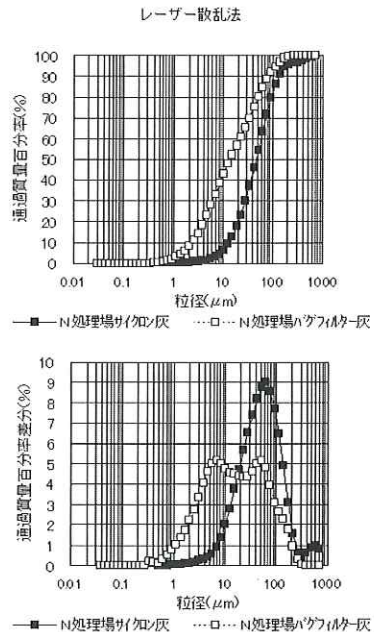 レーザー散乱法
通過質量百分率(%)
100
90
80
70
60
50
40
30
20
10
0
0.01 0.1 1 10 100 1000
粒径(μm)
N処理場サイクロン灰 N処理場バグフィルター灰
通過質量百分率差分(%)
10
9
8
7
6
5
4
3
2
1
0
0.01 0.1 1 10 100 1000
粒径(μm)
N処理場サイクロン灰 N処理場バグフィルター灰